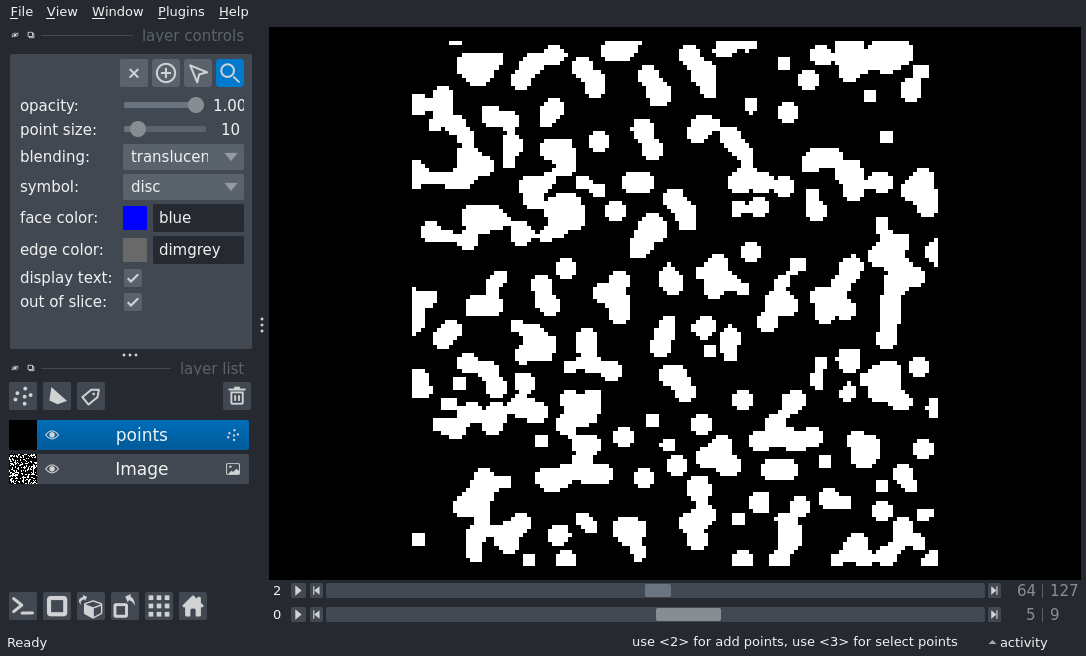 File View Window Plugins Help
layer controls
opacity: 1.00
point size: 10
blending: translucen
symbol: disc
face color: blue
edge color: dimgrey
display text:
out of slice:
layer list
points
Image
2 64 | 127
0 5 | 9
Ready use <2> for add points, use <3> for select points activity